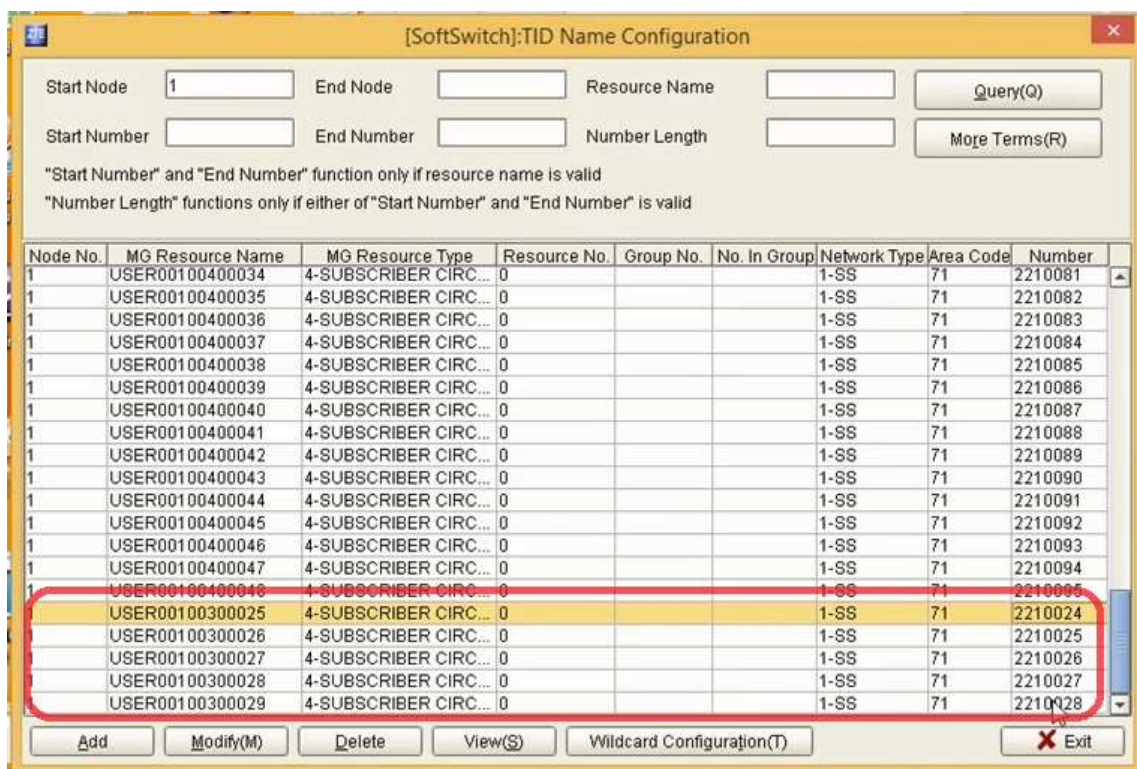 ZTE [SoftSwitch]:TID Name Configuration
Start Node 1 End Node Resource Name Query(Q)
Start Number End Number Number Length More Terms(R)
"Start Number" and "End Number" function only if resource name is valid
"Number Length" functions only if either of "Start Number" and "End Number" is valid
Node No. MG Resource Name MG Resource Type Resource No. Group No. No. In Group Network Type Area Code Number
1 USER00100400034 4-SUBSCRIBER CIRC... 0 1-SS 71 2210081
1 USER00100400035 4-SUBSCRIBER CIRC... 0 1-SS 71 2210082
1 USER00100400036 4-SUBSCRIBER CIRC... 0 1-SS 71 2210083
1 USER00100400037 4-SUBSCRIBER CIRC... 0 1-SS 71 2210084
1 USER00100400038 4-SUBSCRIBER CIRC... 0 1-SS 71 2210085
1 USER00100400039 4-SUBSCRIBER CIRC... 0 1-SS 71 2210086
1 USER00100400040 4-SUBSCRIBER CIRC... 0 1-SS 71 2210087
1 USER00100400041 4-SUBSCRIBER CIRC... 0 1-SS 71 2210088
1 USER00100400042 4-SUBSCRIBER CIRC... 0 1-SS 71 2210089
1 USER00100400043 4-SUBSCRIBER CIRC... 0 1-SS 71 2210090
1 USER00100400044 4-SUBSCRIBER CIRC... 0 1-SS 71 2210091
1 USER00100400045 4-SUBSCRIBER CIRC... 0 1-SS 71 2210092
1 USER00100400046 4-SUBSCRIBER CIRC... 0 1-SS 71 2210093
1 USER00100400047 4-SUBSCRIBER CIRC... 0 1-SS 71 2210094
1 USER00100400048 4-SUBSCRIBER CIRC... 0 1-SS 71 2210095
1 USER00100300025 4-SUBSCRIBER CIRC... 0 1-SS 71 2210024
1 USER00100300026 4-SUBSCRIBER CIRC... 0 1-SS 71 2210025
1 USER00100300027 4-SUBSCRIBER CIRC... 0 1-SS 71 2210026
1 USER00100300028 4-SUBSCRIBER CIRC... 0 1-SS 71 2210027
1 USER00100300029 4-SUBSCRIBER CIRC... 0 1-SS 71 2210028
Add Modify(M) Delete View(S) Wildcard Configuration(T) Exit